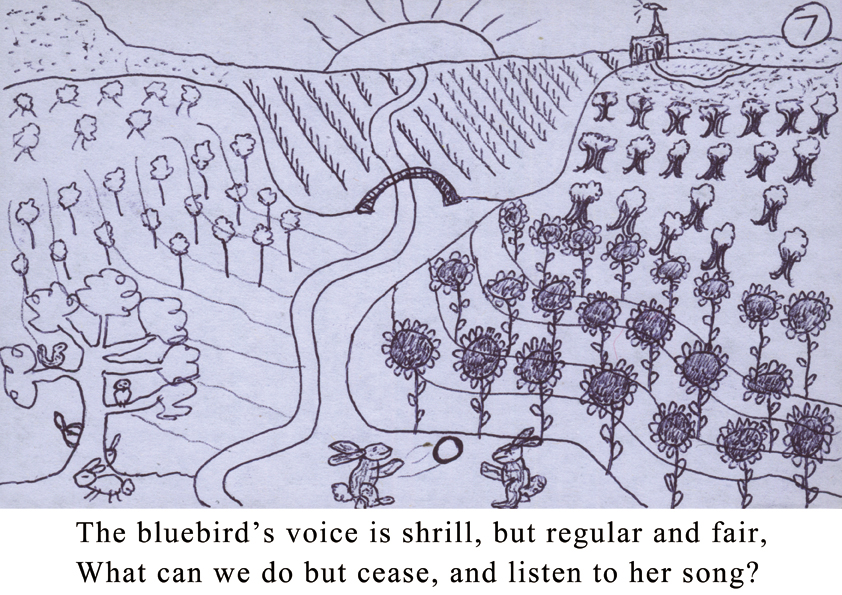 7
The bluebird’s voice is shrill, but regular and fair,
What can we do but cease, and listen to her song?